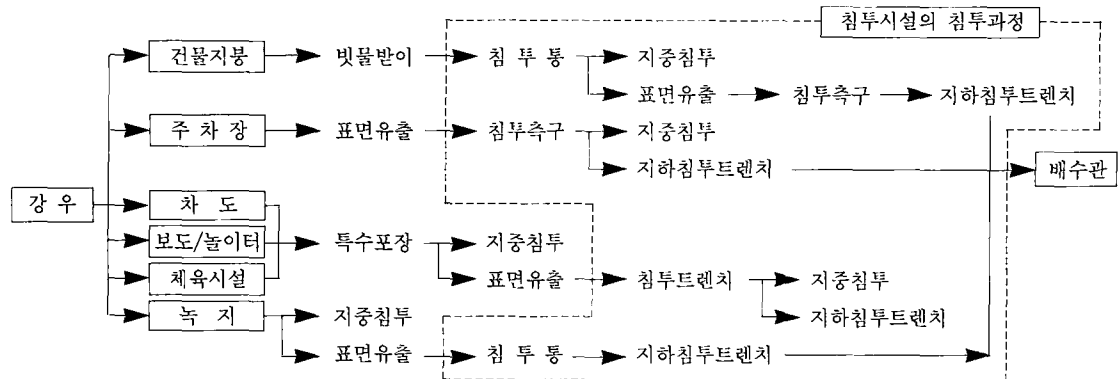 침투시설의 침투과정
건물지붕 빗물받이 침 투 통 지중침투
표면유출 침투측구 지하침투트렌치
주 차 장 표면유출 침투측구 지중침투
지하침투트렌치 배수관
강 우 차 도
보도/놀이터 특수포장 지중침투
체육시설 표면유출 침투트렌치 지중침투
녹 지 지중침투 지하침투트렌치
표면유출 침 투 통 지하침투트렌치